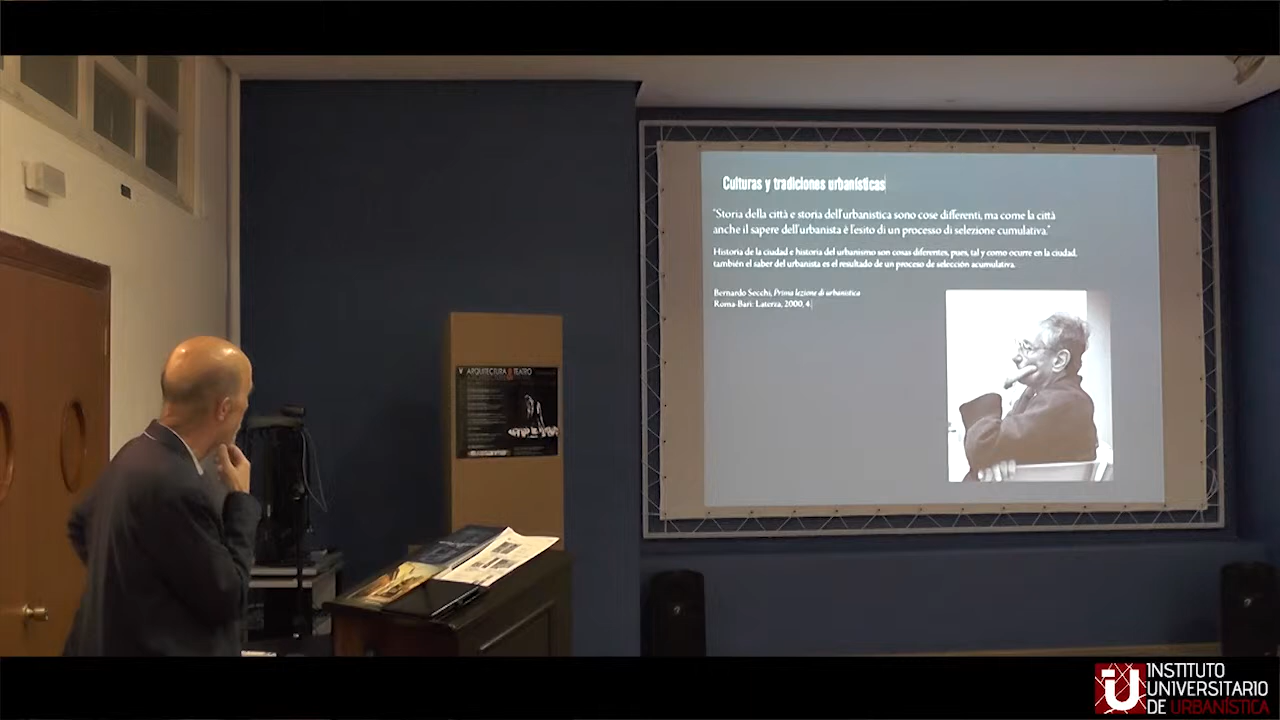 Culturas y tradiciones urbanísticas
"Storia della città e storia dell'urbanistica sono cose differenti, ma come la città
anche il sapere dell'urbanista è l'esito di un processo di selezione cumulativa."
Historia de la ciudad e historia del urbanismo son cosas diferentes, pues, tal y como ocurre en la ciudad,
también el saber del urbanista es el resultado de un proceso de selección acumulativa.
Bernardo Secchi, Prima lezione di urbanistica
Roma-Bari: Laterza, 2000, 4
V ARQUITECTURA TEATRO
INSTITUTO
UNIVERSITARIO
DE URBANÍSTICA